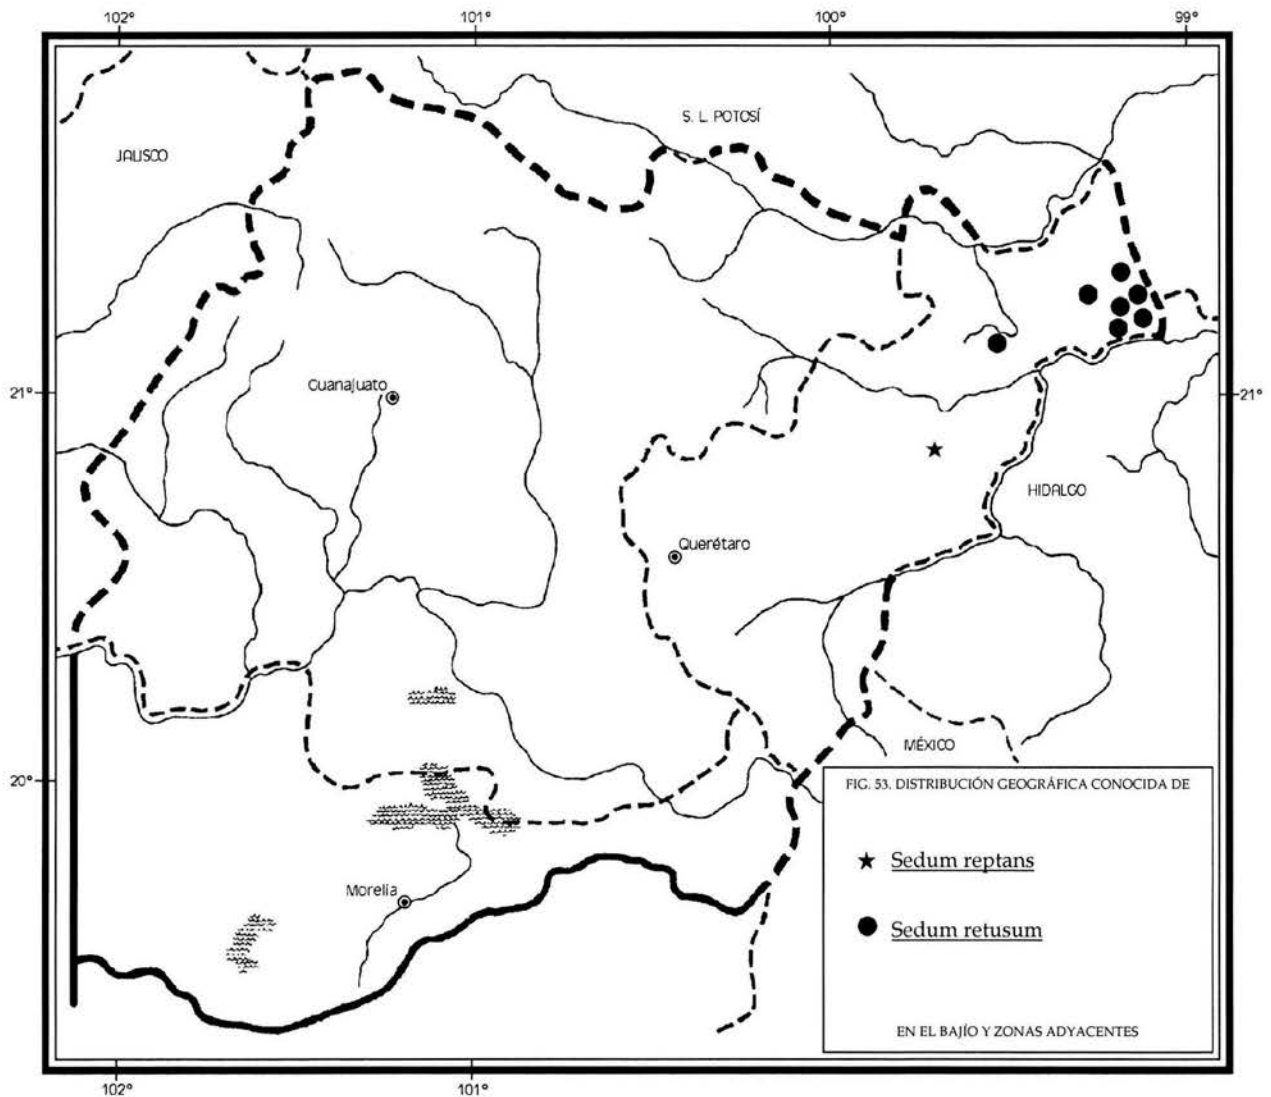 102°
101°
100°
99°
S. L. POTOSÍ
JALISCO
Guanajuato
21°
21°
HIDALGO
Querétaro
MÉXICO
20°
FIG. 53. DISTRIBUCIÓN GEOGRÁFICA CONOCIDA DE
Sedum reptans
Morelia
Sedum retusum
EN EL BAJÍO Y ZONAS ADYACENTES
102°
101°